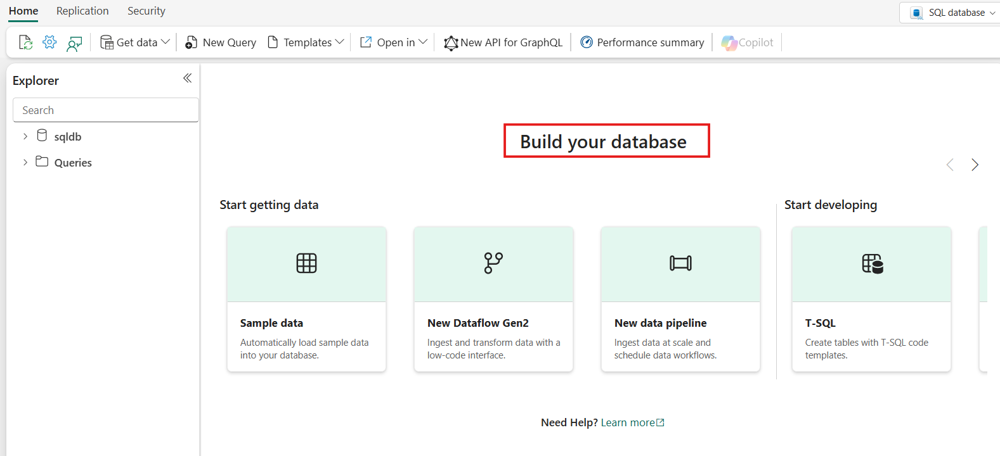 Home Replication Security
SQL database
Get data New Query Templates Open in New API for GraphQL Performance summary Copilot
Explorer
Search
sqldb
Queries
Build your database
Start getting data
Sample data
Automatically load sample data
into your database.
New Dataflow Gen2
Ingest and transform data with a
low-code interface.
New data pipeline
Ingest data at scale and
schedule data workflows.
Start developing
T-SQL
Create tables with T-SQL code
templates.
Need Help? Learn more